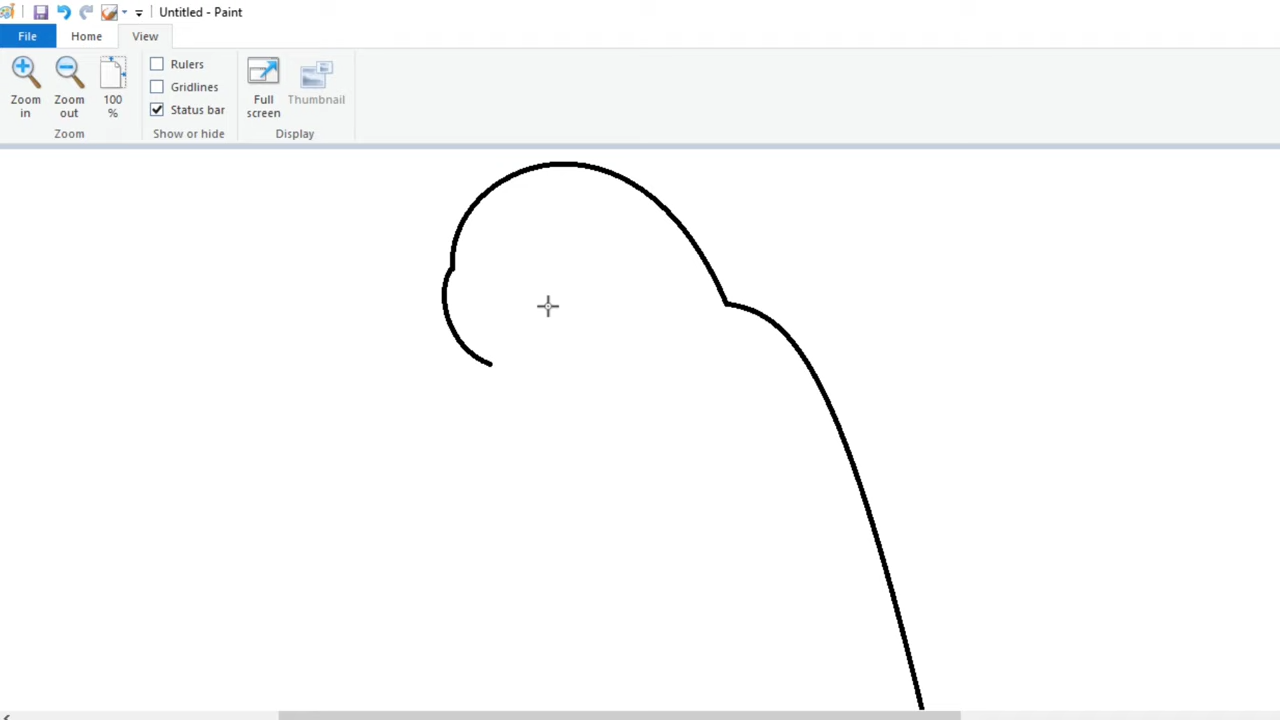 Untitled - Paint
File Home View
Zoom in
Zoom out
100 %
Rulers
Gridlines
Status bar
Full screen
Thumbnail
Zoom
Show or hide
Display